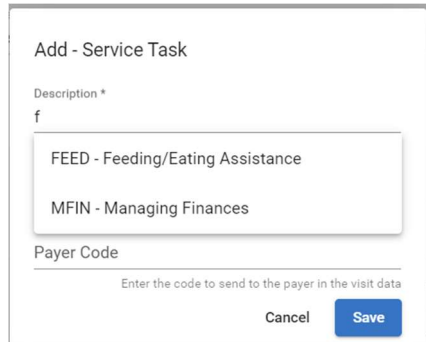 Add - Service Task
Description *
f
FEED - Feeding/Eating Assistance
MFIN - Managing Finances
Payer Code
Enter the code to send to the payer in the visit data
Cancel Save